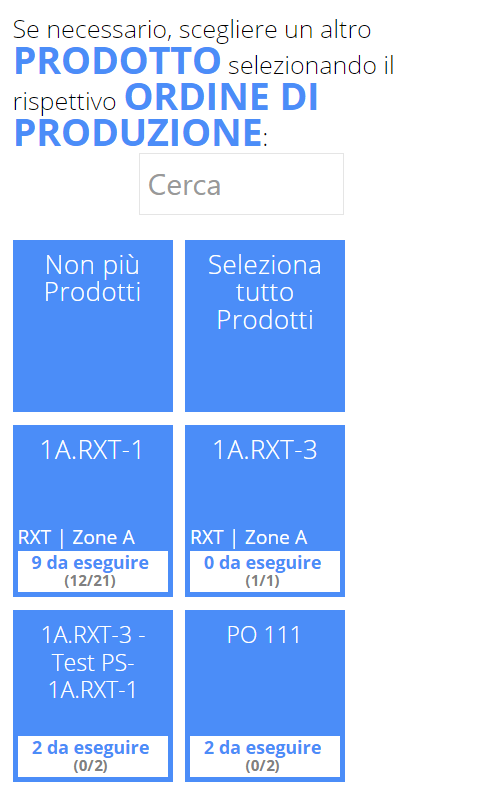 Se necessario, scegliere un altro
PRODOTTO selezionando il
rispettivo ORDINE DI
PRODUZIONE:
Cerca
Non più
Prodotti
Seleziona
tutto
Prodotti
1A.RXT-1
RXT | Zone A
9 da eseguire
(12/21)
1A.RXT-3
RXT | Zone A
0 da eseguire
(1/1)
1A.RXT-3 -
Test PS-
1A.RXT-1
2 da eseguire
(0/2)
PO 111
2 da eseguire
(0/2)